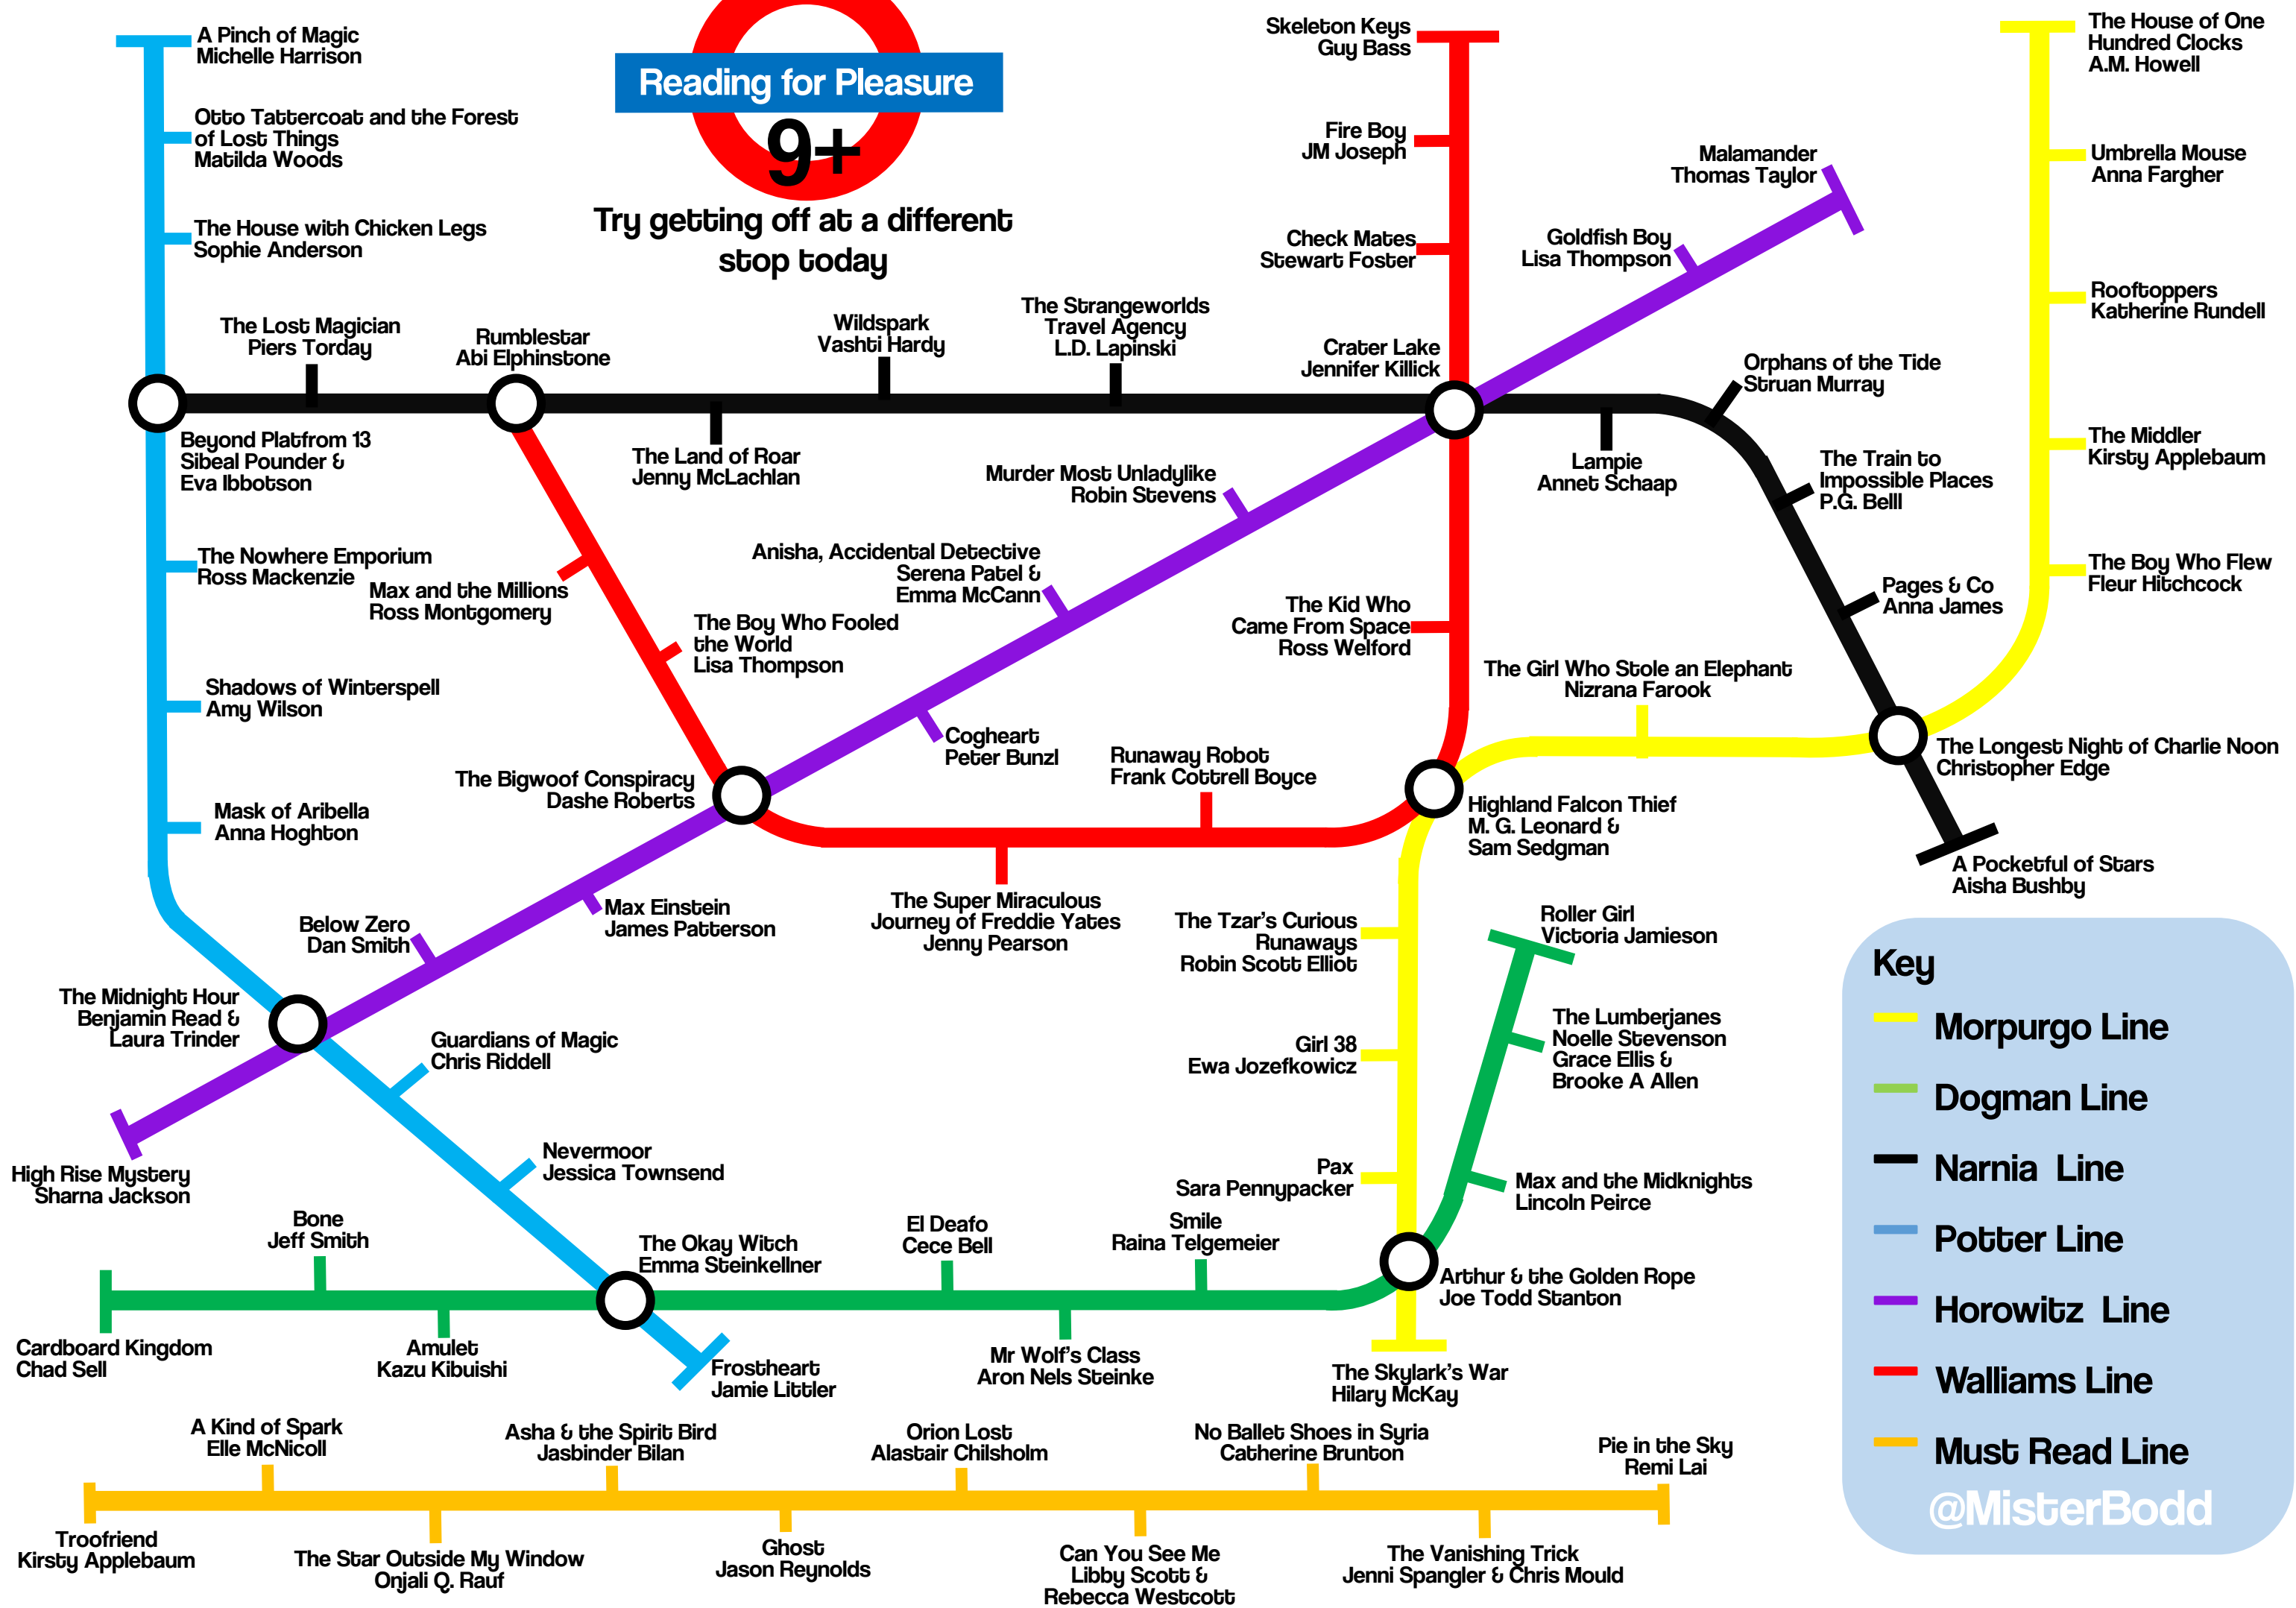 Reading for Pleasure
9+
Try getting off at a different
stop today
A Pinch of Magic
Michelle Harrison
Otto Tattercoat and the Forest
of Lost Things
Matilda Woods
The House with Chicken Legs
Sophie Anderson
Beyond Platfrom 13
Sibeal Pounder &
Eva Ibbotson
The Nowhere Emporium
Ross Mackenzie
Shadows of Winterspell
Amy Wilson
Mask of Aribella
Anna Hoghton
The Midnight Hour
Benjamin Read &
Laura Trinder
Guardians of Magic
Chris Riddell
Nevermoor
Jessica Townsend
The Okay Witch
Emma Steinkellner
Frostheart
Jamie Littler
The Lost Magician
Piers Torday
Rumblestar
Abi Elphinstone
The Land of Roar
Jenny McLachlan
Wildspark
Vashti Hardy
The Strangeworlds
Travel Agency
L.D. Lapinski
Crater Lake
Jennifer Killick
Lampie
Annet Schaap
Orphans of the Tide
Struan Murray
The Train to
Impossible Places
P.G. Belll
Pages & Co
Anna James
The Longest Night of Charlie Noon
Christopher Edge
A Pocketful of Stars
Aisha Bushby
Skeleton Keys
Guy Bass
Fire Boy
JM Joseph
Check Mates
Stewart Foster
The Kid Who
Came From Space
Ross Welford
Highland Falcon Thief
M. G. Leonard &
Sam Sedgman
Runaway Robot
Frank Cottrell Boyce
The Super Miraculous
Journey of Freddie Yates
Jenny Pearson
The Bigwoof Conspiracy
Dashe Roberts
The Boy Who Fooled
the World
Lisa Thompson
Max and the Millions
Ross Montgomery
Malamander
Thomas Taylor
Goldfish Boy
Lisa Thompson
Murder Most Unladylike
Robin Stevens
Anisha, Accidental Detective
Serena Patel &
Emma McCann
Cogheart
Peter Bunzl
Max Einstein
James Patterson
Below Zero
Dan Smith
High Rise Mystery
Sharna Jackson
The House of One
Hundred Clocks
A.M. Howell
Umbrella Mouse
Anna Fargher
Rooftoppers
Katherine Rundell
The Middler
Kirsty Applebaum
The Boy Who Flew
Fleur Hitchcock
The Girl Who Stole an Elephant
Nizrana Farook
The Tzar's Curious
Runaways
Robin Scott Elliot
Girl 38
Ewa Jozefkowicz
Pax
Sara Pennypacker
Arthur & the Golden Rope
Joe Todd Stanton
The Skylark's War
Hilary McKay
Roller Girl
Victoria Jamieson
The Lumberjanes
Noelle Stevenson
Grace Ellis &
Brooke A Allen
Max and the Midknights
Lincoln Peirce
Smile
Raina Telgemeier
Mr Wolf's Class
Aron Nels Steinke
El Deafo
Cece Bell
Amulet
Kazu Kibuishi
Bone
Jeff Smith
Cardboard Kingdom
Chad Sell
Troofriend
Kirsty Applebaum
A Kind of Spark
Elle McNicoll
The Star Outside My Window
Onjali Q. Rauf
Asha & the Spirit Bird
Jasbinder Bilan
Ghost
Jason Reynolds
Orion Lost
Alastair Chilsholm
Can You See Me
Libby Scott &
Rebecca Westcott
No Ballet Shoes in Syria
Catherine Brunton
The Vanishing Trick
Jenni Spangler & Chris Mould
Pie in the Sky
Remi Lai
Key
Morpurgo Line
Dogman Line
Narnia Line
Potter Line
Horowitz Line
Walliams Line
Must Read Line
@MisterBodd